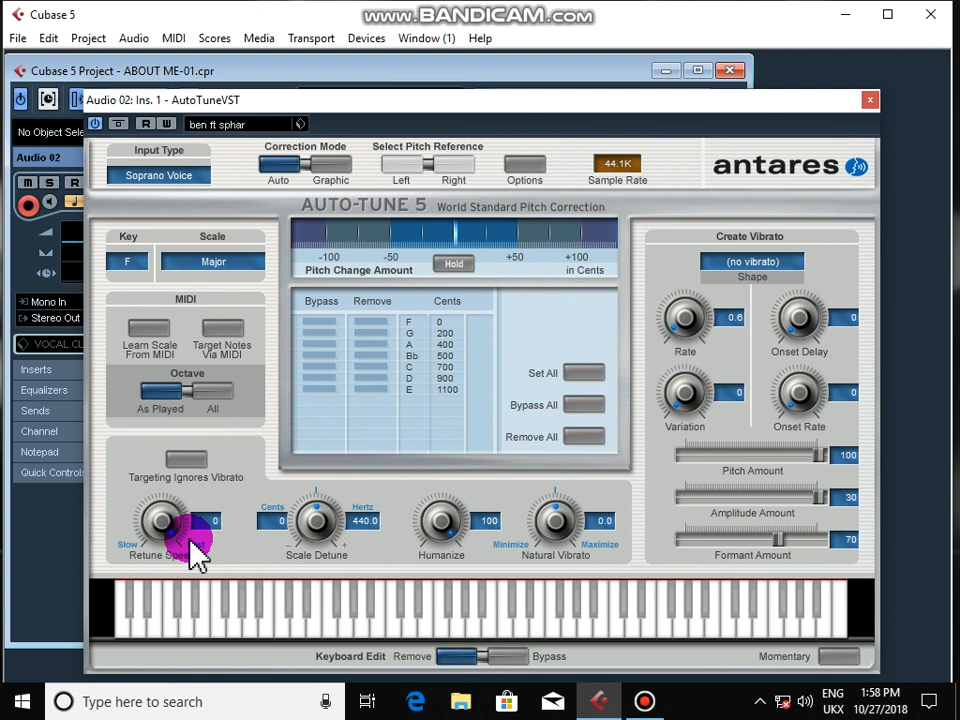 www.BANDICAM.com
Cubase 5
File Edit Project Audio MIDI Scores Media Transport Devices Window (1) Help
Cubase 5 Project - ABOUT ME-01.cpr
Audio 02: Ins. 1 - AutoTuneVST
R W ben ft sphar
No Object Sele
Audio 02
M S R
Mono In
Stereo Out
VOCAL CL
Inserts
Equalizers
Sends
Channel
Notepad
Quick Controls
Input Type
Soprano Voice
Correction Mode
Auto Graphic
Select Pitch Reference
Left Right
Options
44.1K
Sample Rate
antares
AUTO-TUNE 5 World Standard Pitch Correction
Key Scale
F Major
-100 -50 Hold +50 +100
Pitch Change Amount in Cents
MIDI
Learn Scale From MIDI
Target Notes Via MIDI
Octave
As Played All
Bypass Remove Cents
F 0
G 200
A 400
Bb 500
C 700
D 900
E 1100
Set All
Bypass All
Remove All
Create Vibrato
(no vibrato)
Shape
0.6 0
Rate Onset Delay
0 0
Variation Onset Rate
100
Pitch Amount
30
Amplitude Amount
70
Formant Amount
Targeting Ignores Vibrato
0
Slow
Retune
Cents Hertz
0 440.0
- +
Scale Detune
100
Humanize
0.0
Minimize Maximize
Natural Vibrato
Keyboard Edit Remove Bypass Momentary
Type here to search
ENG
UKX
1:58 PM
10/27/2018